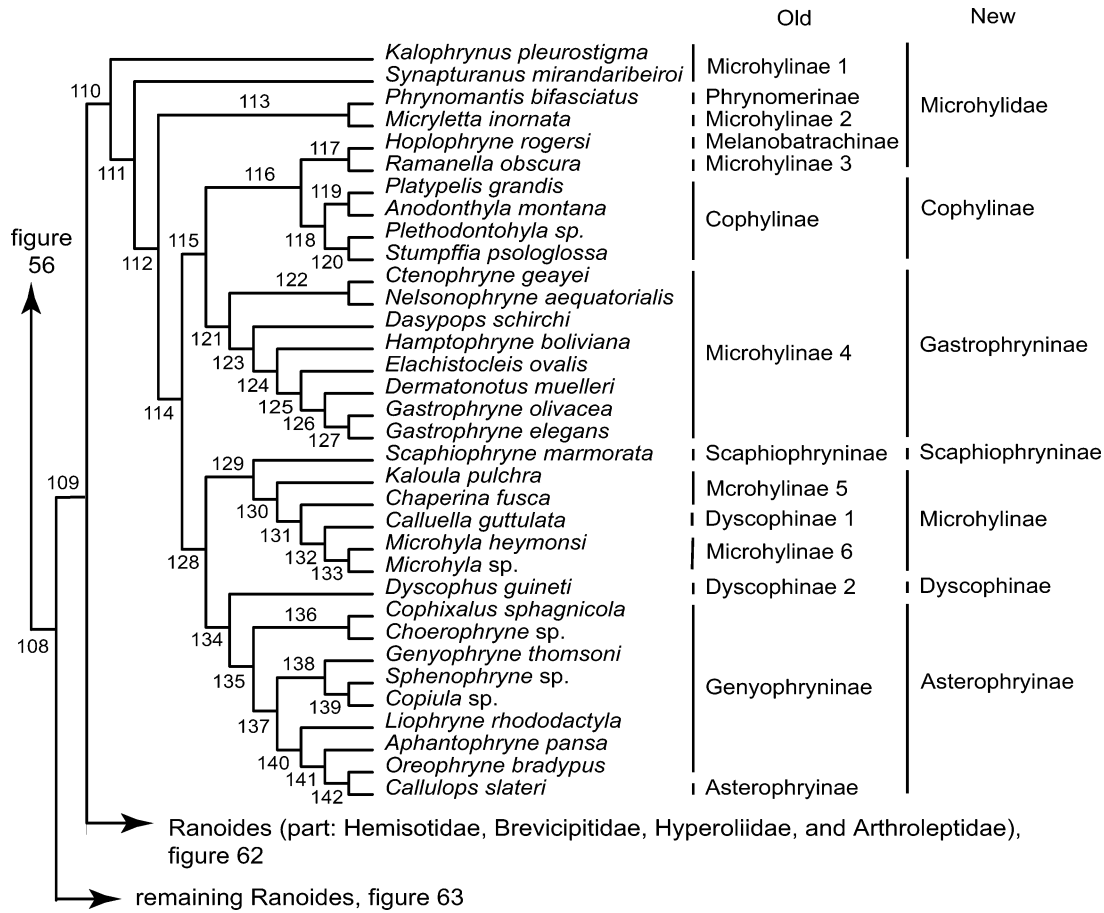 Old New
Kalophrynus pleurostigma
Synapturanus mirandaribeiroi
Microhylinae 1
110
113
Phrynomantis bifasciatus Phrynomerinae
Microhylidae
Micryletta inornata Microhylinae 2
Hoplophryne rogersi Melanobatrachinae
117
111
116
Ramanella obscura Microhylinae 3
Platypelis grandis
119
Anodonthyla montana
Cophylinae
Cophylinae
Plethodontohyla sp.
figure
56
112
115
118
120
Stumpffia psologlossa
Ctenophryne geayei
122
Nelsonophryne aequatorialis
Dasypops schirchi
121
Hamptophryne boliviana
Microhylinae 4
Gastrophryninae
123
Elachistocleis ovalis
124
Dermatonotus muelleri
114
125
Gastrophryne olivacea
126
127
Gastrophryne elegans
Scaphiophryne marmorata Scaphiophryninae Scaphiophryninae
129
109
Kaloula pulchra
Mcrohylinae 5
130
Chaperina fusca
131
Calluella guttulata Dyscophinae 1
Microhylinae
128
132
Microhyla heymonsi
Microhylinae 6
133
Microhyla sp.
Dyscophus guineti Dyscophinae 2 Dyscophinae
136
Cophixalus sphagnicola
134
Choerophryne sp.
108
138
Genyophryne thomsoni
135
Sphenophryne sp.
Genyophryninae
Asterophryinae
139
Copiula sp.
137
Liophryne rhododactyla
140
Aphantophryne pansa
141
Oreophryne bradypus
142
Callulops slateri Asterophryinae
Ranoides (part: Hemisotidae, Brevicipitidae, Hyperoliidae, and Arthroleptidae),
figure 62
remaining Ranoides, figure 63